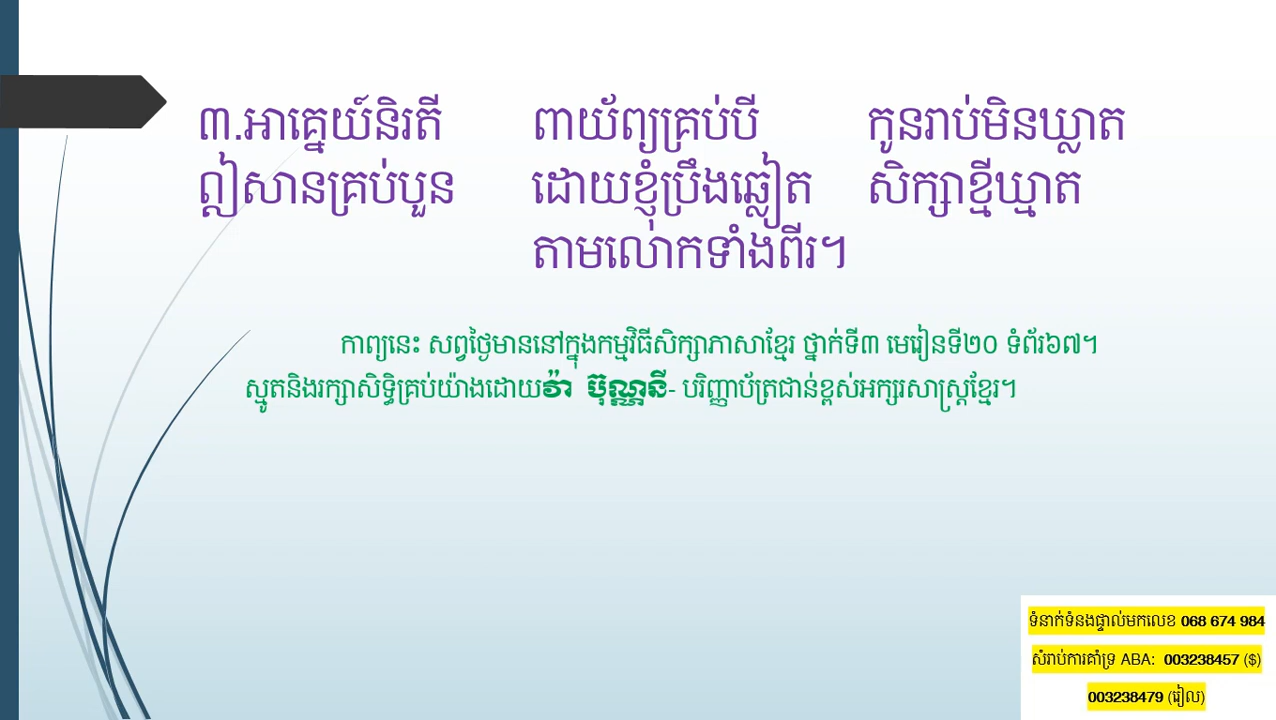 ៣.អាគ្នេយ៍និរតី ពាយ័ព្យគ្រប់បី កូនរាប់មិនឃ្លាត
ឦសានគ្រប់បួន ដោយខ្ញុំប្រឹងឆ្លៀត សិក្សាខ្មីឃ្មាត
តាមលោកទាំងពីរ។
កាព្យនេះ សព្វថ្ងៃមាននៅក្នុងកម្មវិធីសិក្សាភាសាខ្មែរ ថ្នាក់ទី៣ មេរៀនទី២០ ទំព័រ៦៧។
ស្មូតនិងរក្សាសិទ្ធិគ្រប់យ៉ាងដោយវ៉ា ប៊ុណ្ណនី- បរិញ្ញាប័ត្រជាន់ខ្ពស់អក្សរសាស្ត្រខ្មែរ។
ទំនាក់ទំនងផ្ទាល់មកលេខ 068 674 984
សំរាប់ការគាំទ្រ ABA: 003238457 ($)
003238479 (រៀល)